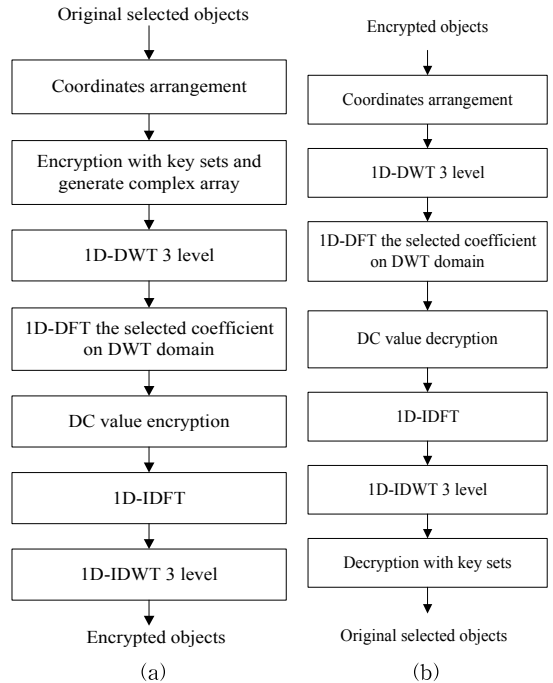 Original selected objects
Coordinates arrangement
Encryption with key sets and
generate complex array
1D-DWT 3 level
1D-DFT the selected coefficient
on DWT domain
DC value encryption
1D-IDFT
1D-IDWT 3 level
Encrypted objects
(a)
Encrypted objects
Coordinates arrangement
1D-DWT 3 level
1D-DFT the selected coefficient
on DWT domain
DC value decryption
1D-IDFT
1D-IDWT 3 level
Decryption with key sets
Original selected objects
(b)